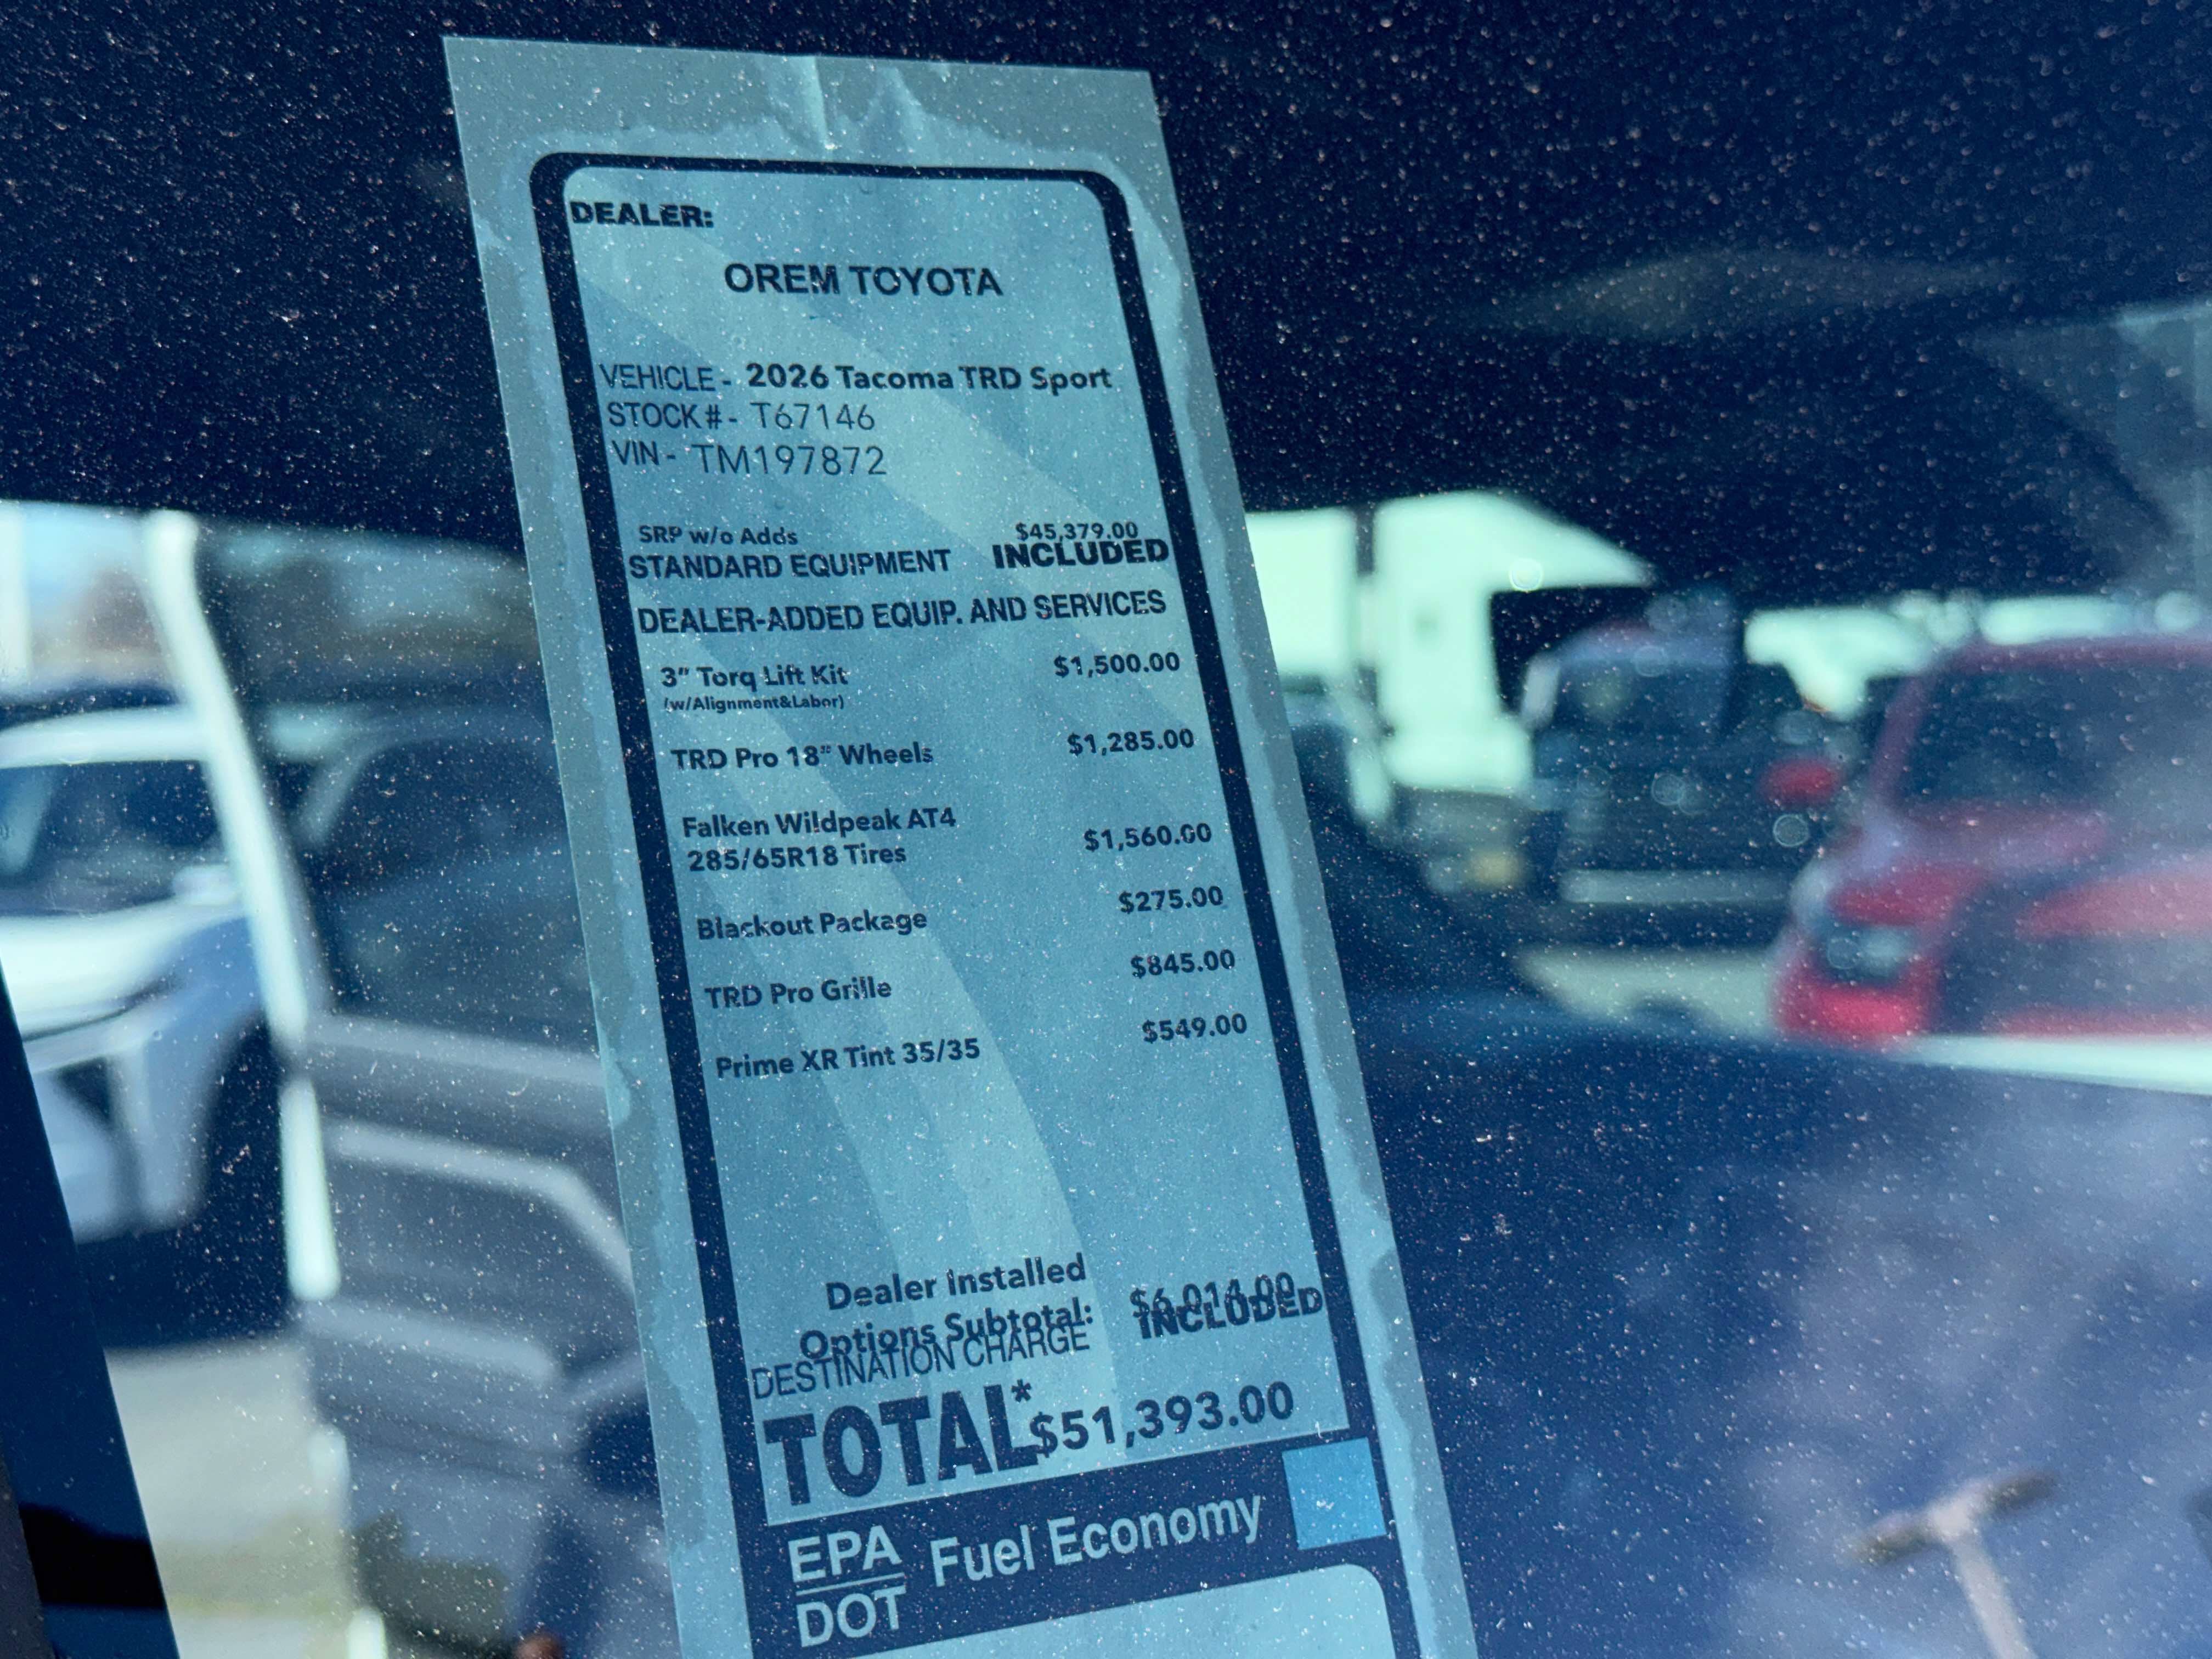 DEALER:
OREM TOYOTA
VEHICLE - 2026 Tacoma TRD Sport
STOCK# - T67146
VIN - TM197872
SRP w/o Adds $45,379.00
STANDARD EQUIPMENT INCLUDED
DEALER-ADDED EQUIP. AND SERVICES
3" Torq Lift Kit $1,500.00
(w/Alignment&Labor)
TRD Pro 18" Wheels $1,285.00
Falken Wildpeak AT4
285/65R18 Tires $1,560.00
Blackout Package $275.00
TRD Pro Grille $845.00
Prime XR Tint 35/35 $549.00
Dealer Installed
Options Subtotal: $6,014.00
DESTINATION CHARGE INCLUDED
TOTAL* $51,393.00
EPA
DOT
Fuel Economy